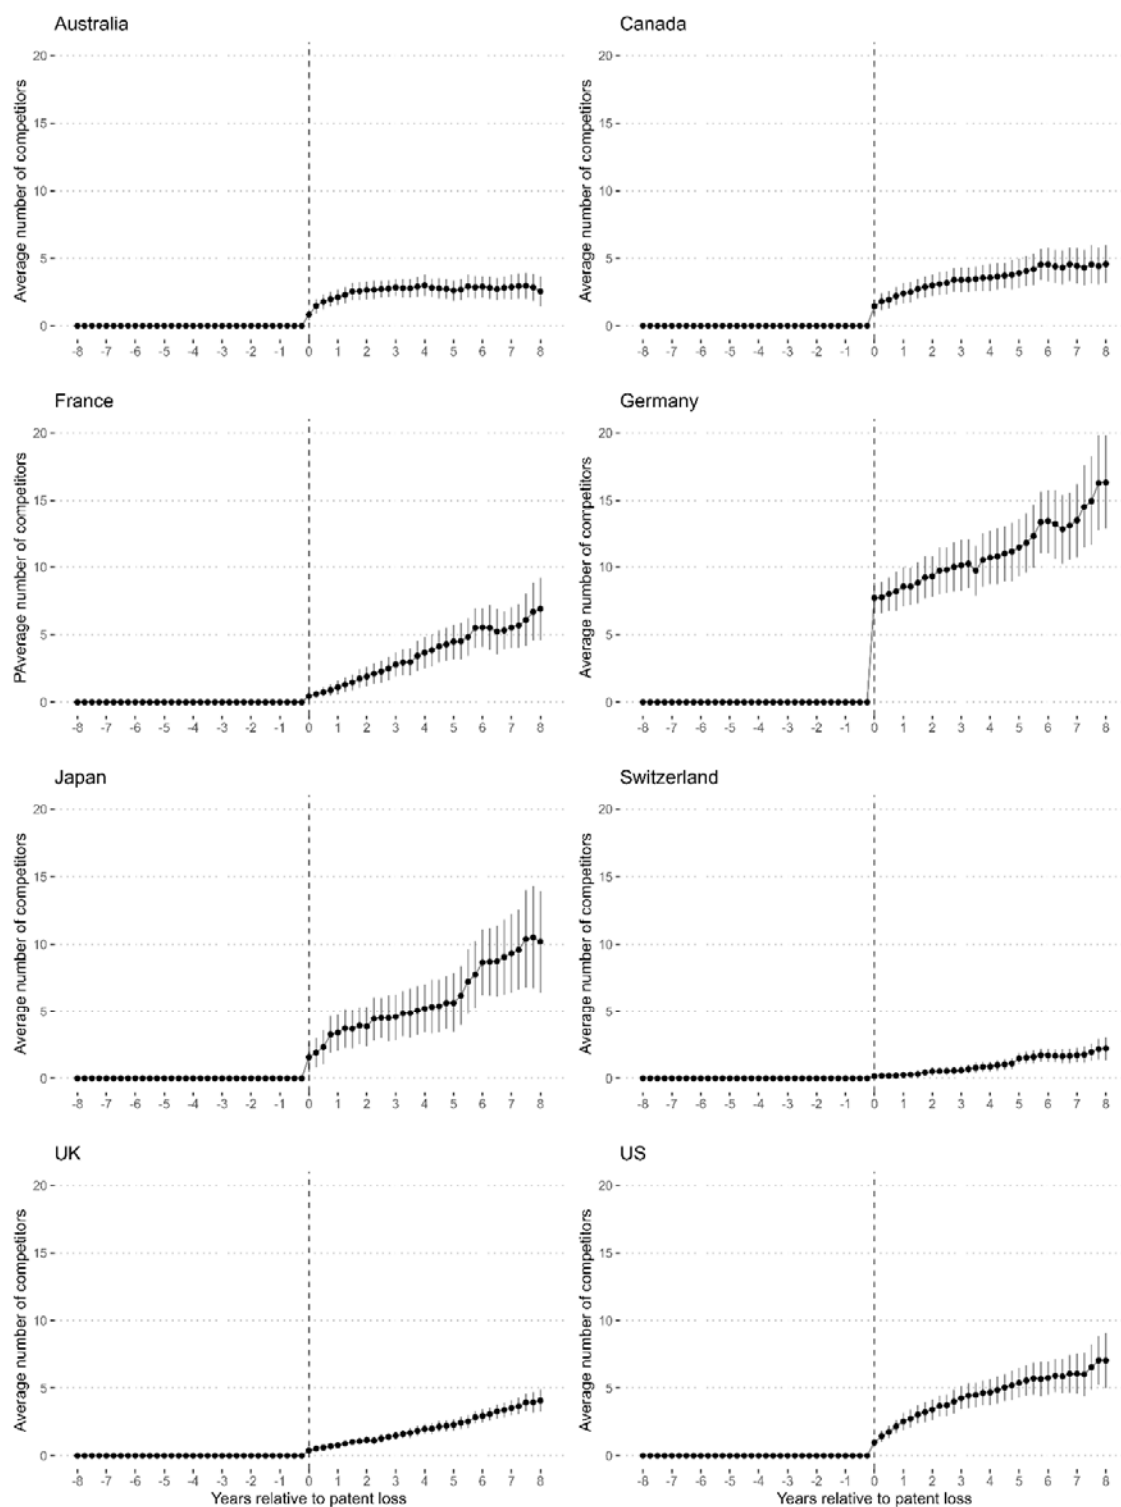 Australia
Average number of competitors
20
15
10
5
0
-8 -7 -6 -5 -4 -3 -2 -1 0 1 2 3 4 5 6 7 8
Canada
Average number of competitors
20
15
10
5
0
-8 -7 -6 -5 -4 -3 -2 -1 0 1 2 3 4 5 6 7 8
France
PAverage number of competitors
20
15
10
5
0
-8 -7 -6 -5 -4 -3 -2 -1 0 1 2 3 4 5 6 7 8
Germany
Average number of competitors
20
15
10
5
0
-8 -7 -6 -5 -4 -3 -2 -1 0 1 2 3 4 5 6 7 8
Japan
Average number of competitors
20
15
10
5
0
-8 -7 -6 -5 -4 -3 -2 -1 0 1 2 3 4 5 6 7 8
Switzerland
Average number of competitors
20
15
10
5
0
-8 -7 -6 -5 -4 -3 -2 -1 0 1 2 3 4 5 6 7 8
UK
Average number of competitors
20
15
10
5
0
-8 -7 -6 -5 -4 -3 -2 -1 0 1 2 3 4 5 6 7 8
Years relative to patent loss
US
Average number of competitors
20
15
10
5
0
-8 -7 -6 -5 -4 -3 -2 -1 0 1 2 3 4 5 6 7 8
Years relative to patent loss